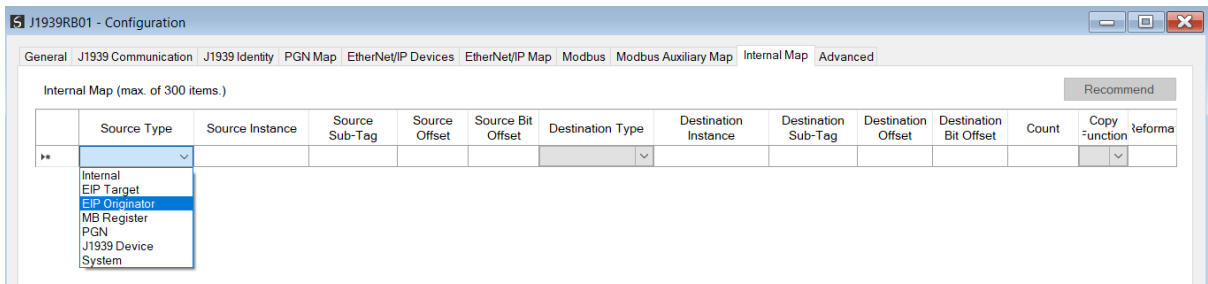 J1939RB01 - Configuration
General J1939 Communication J1939 Identity PGN Map EtherNet/IP Devices EtherNet/IP Map Modbus Modbus Auxiliary Map Internal Map Advanced
Internal Map (max. of 300 items.)
Recommend
Source Type Source Instance Source Sub-Tag Source Offset Source Bit Offset Destination Type Destination Instance Destination Sub-Tag Destination Offset Destination Bit Offset Count Copy Function Reforma
Internal
EIP Target
EIP Originator
MB Register
PGN
J1939 Device
System